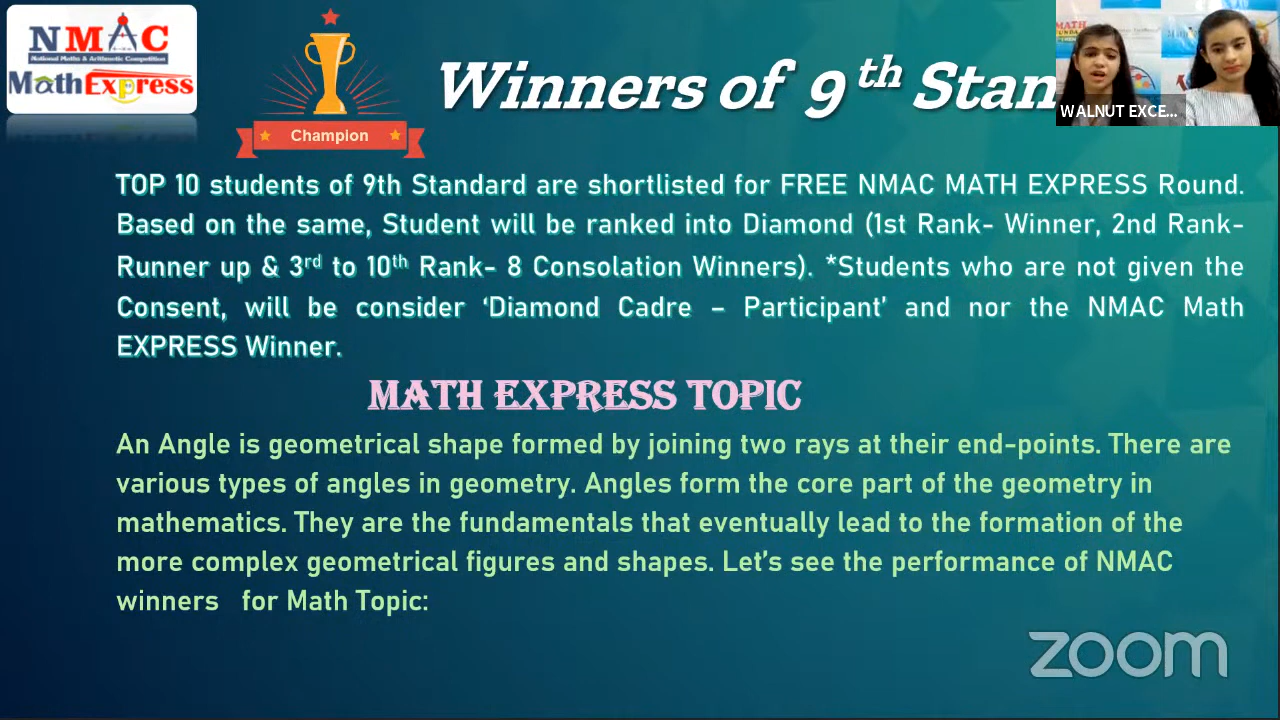 NMAC
National Maths & Arithmetic Competition
MathExpress
Champion
Winners of 9th Stan
WALNUT EXCE...
TOP 10 students of 9th Standard are shortlisted for FREE NMAC MATH EXPRESS Round.
Based on the same, Student will be ranked into Diamond (1st Rank- Winner, 2nd Rank-
Runner up & 3rd to 10th Rank- 8 Consolation Winners). *Students who are not given the
Consent, will be consider ‘Diamond Cadre – Participant’ and nor the NMAC Math
EXPRESS Winner.
MATH EXPRESS TOPIC
An Angle is geometrical shape formed by joining two rays at their end-points. There are
various types of angles in geometry. Angles form the core part of the geometry in
mathematics. They are the fundamentals that eventually lead to the formation of the
more complex geometrical figures and shapes. Let’s see the performance of NMAC
winners for Math Topic:
zoom